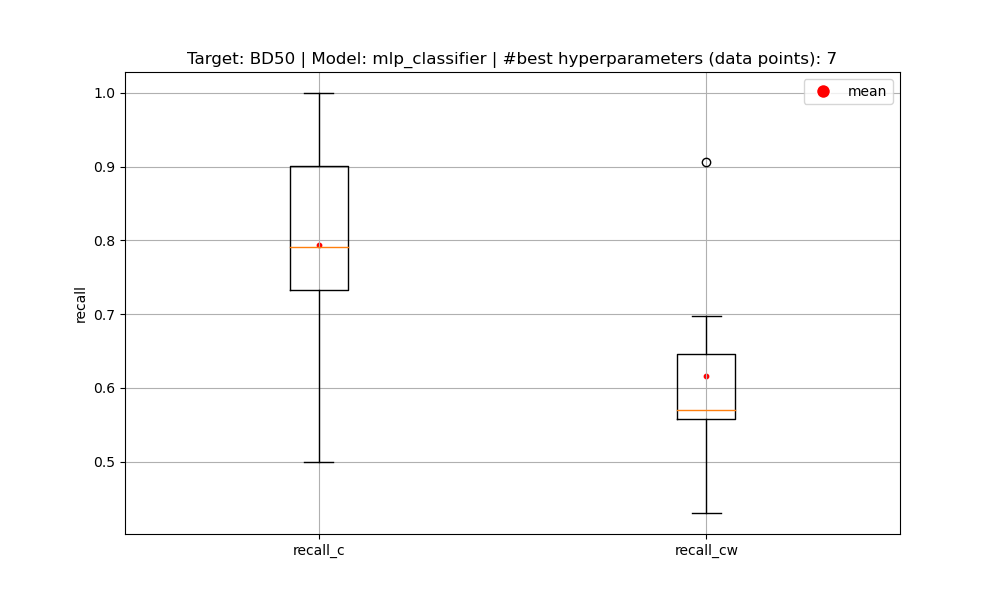 Target: BD50 | Model: mlp_classifier | #best hyperparameters (data points): 7
mean
1.0
0.9
0.8
0.7
0.6
0.5
recall
recall_c
recall_cw